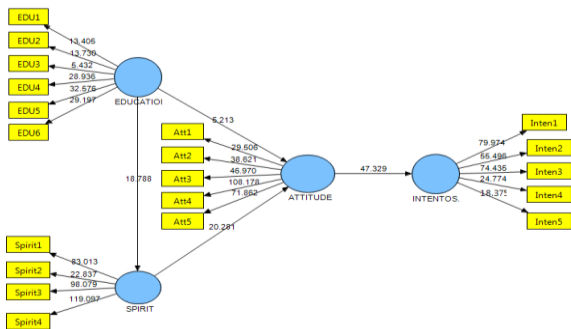 EDU1
EDU2
EDU3
EDU4
EDU5
EDU6
13.406
13.730
5.432
28.936
32.576
29.197
EDUCATIOI
5.213
Att1
Att2
Att3
Att4
Att5
29.606
38.621
46.970
108.178
71.862
ATTITUDE
47.329
INTENTOS.
Inten1
Inten2
Inten3
Inten4
Inten5
79.974
66.496
74.435
24.774
18.375
18.788
20.281
Spirit1
Spirit2
Spirit3
Spirit4
83.013
22.837
98.079
119.097
SPIRIT